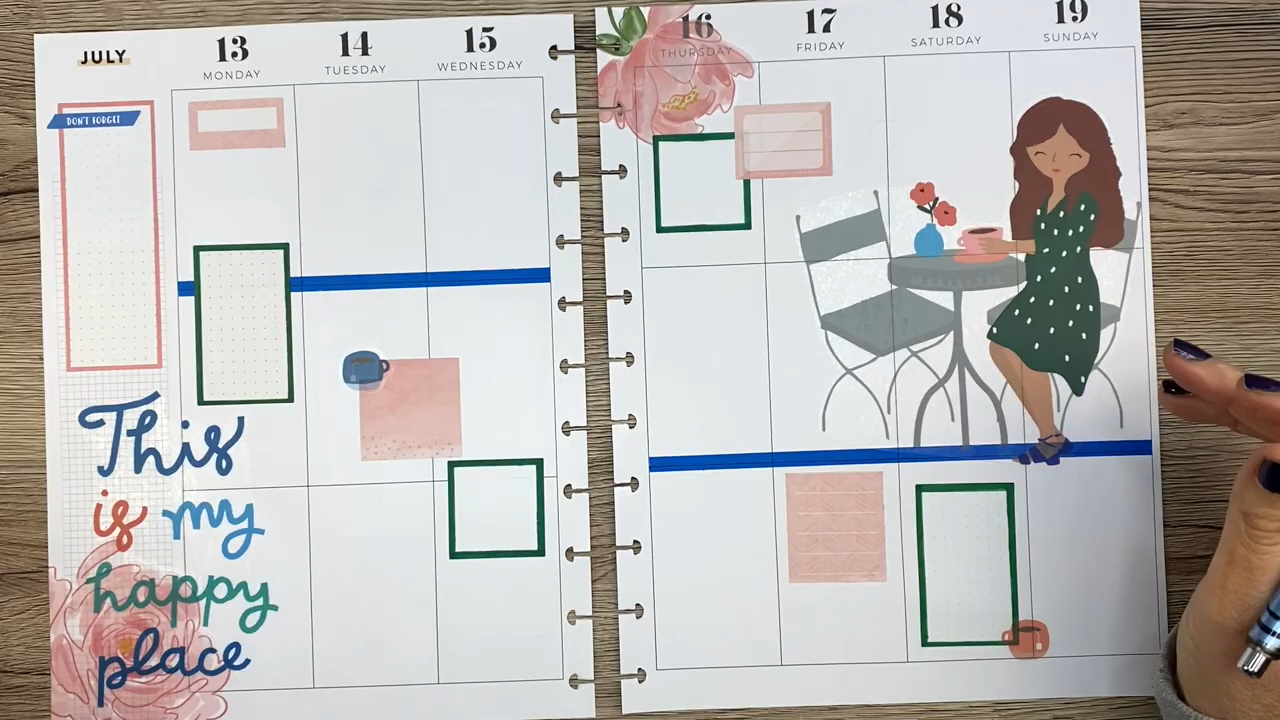 JULY
13
MONDAY
14
TUESDAY
15
WEDNESDAY
16
THURSDAY
17
FRIDAY
18
SATURDAY
19
SUNDAY
DON'T FORGET
This
is my
happy
place